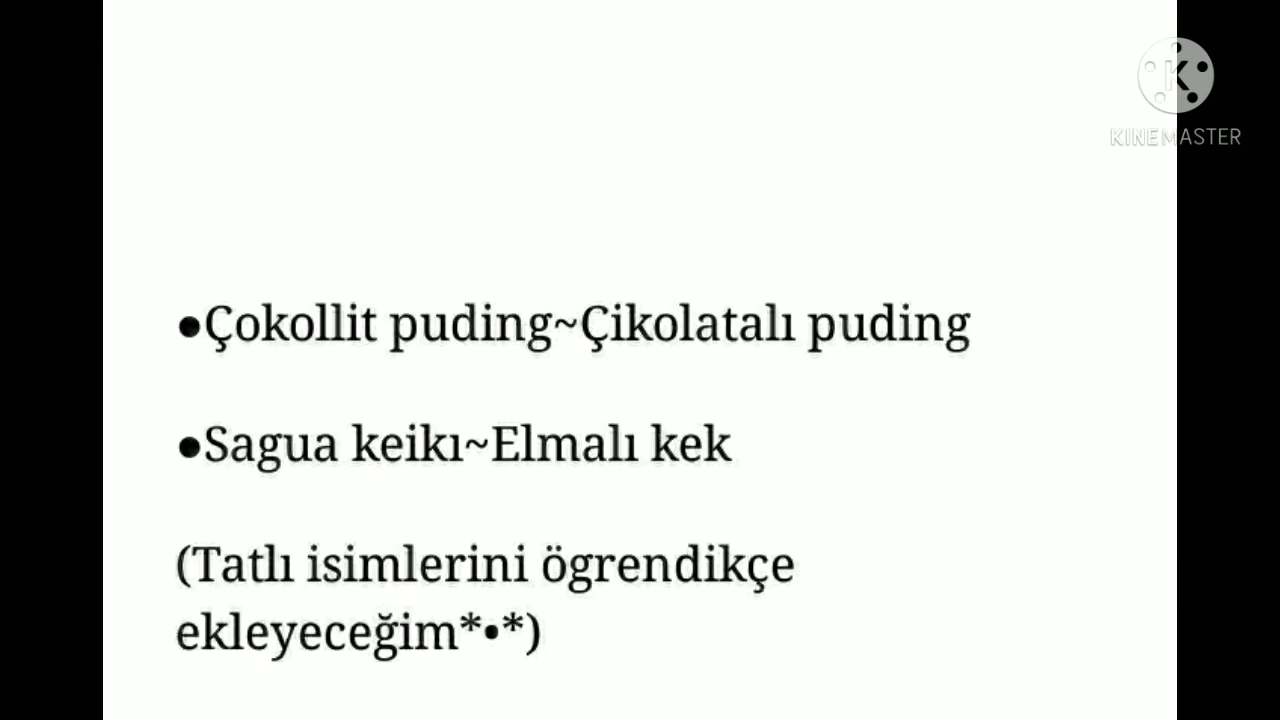 KINEMASTER
●Çokollit puding~Çikolatalı puding
●Sagua keikı~Elmalı kek
(Tatlı isimlerini ögrendikçe
ekleyeceğim*•*)